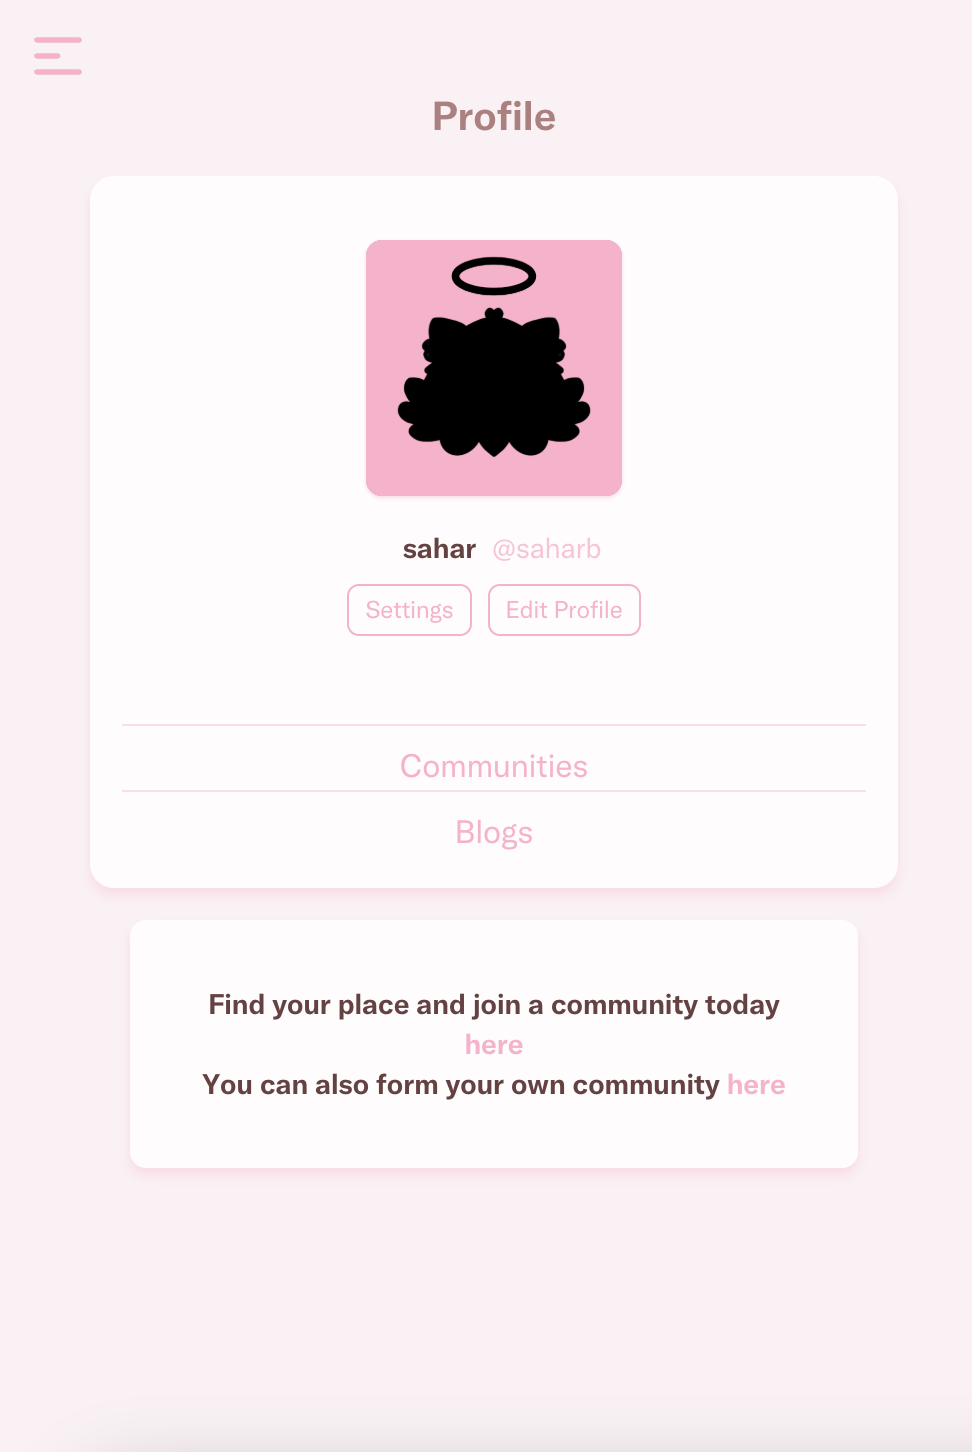 Profile
sahar @saharb
Settings Edit Profile
Communities
Blogs
Find your place and join a community today
here
You can also form your own community here